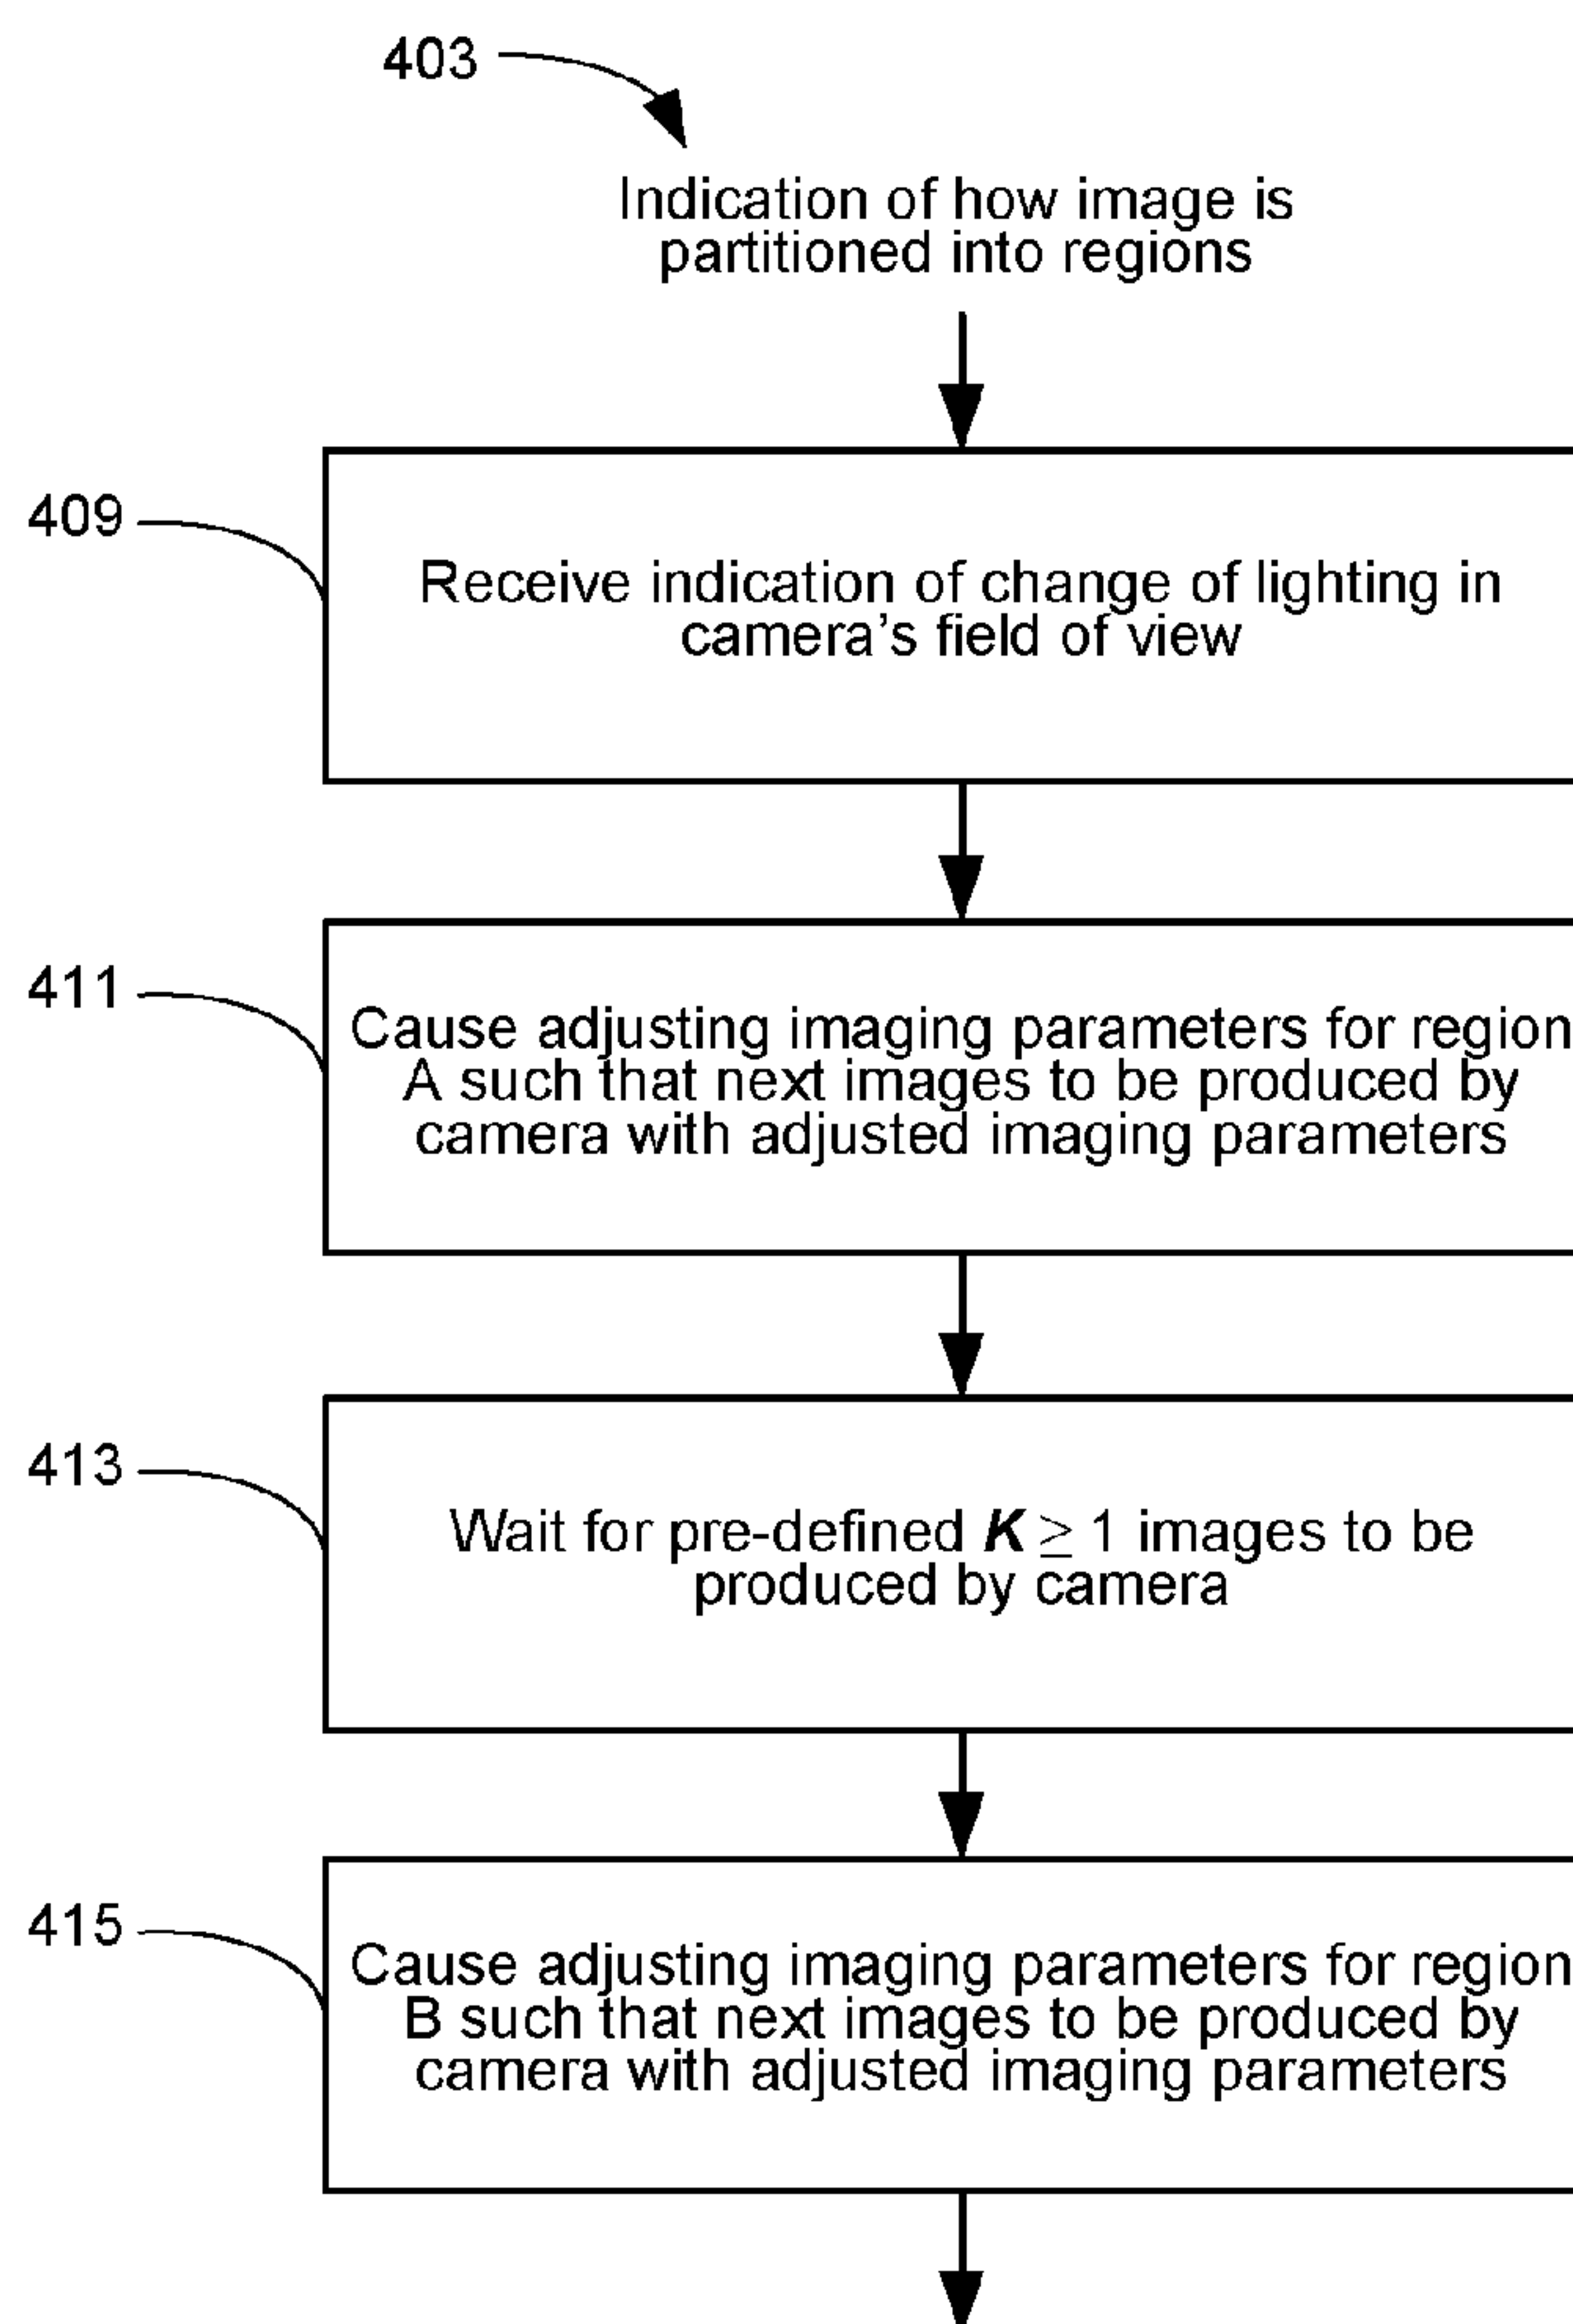 403
Indication of how image is
partitioned into regions
409
Receive indication of change of lighting in
camera's field of view
411
Cause adjusting imaging parameters for region
A such that next images to be produced by
camera with adjusted imaging parameters
413
Wait for pre-defined K ≥ 1 images to be
produced by camera
415
Cause adjusting imaging parameters for region
B such that next images to be produced by
camera with adjusted imaging parameters